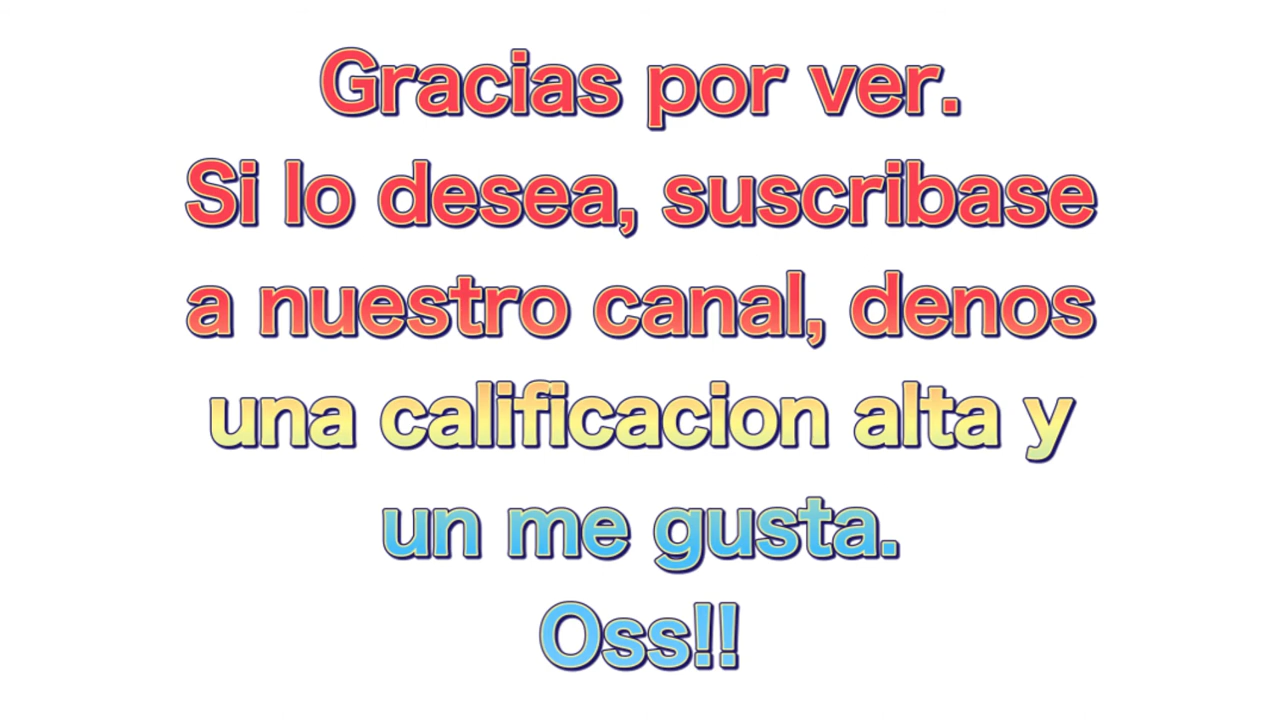 Gracias por ver.
Si lo desea, suscribase
a nuestro canal, denos
una calificacion alta y
un me gusta.
Oss!!